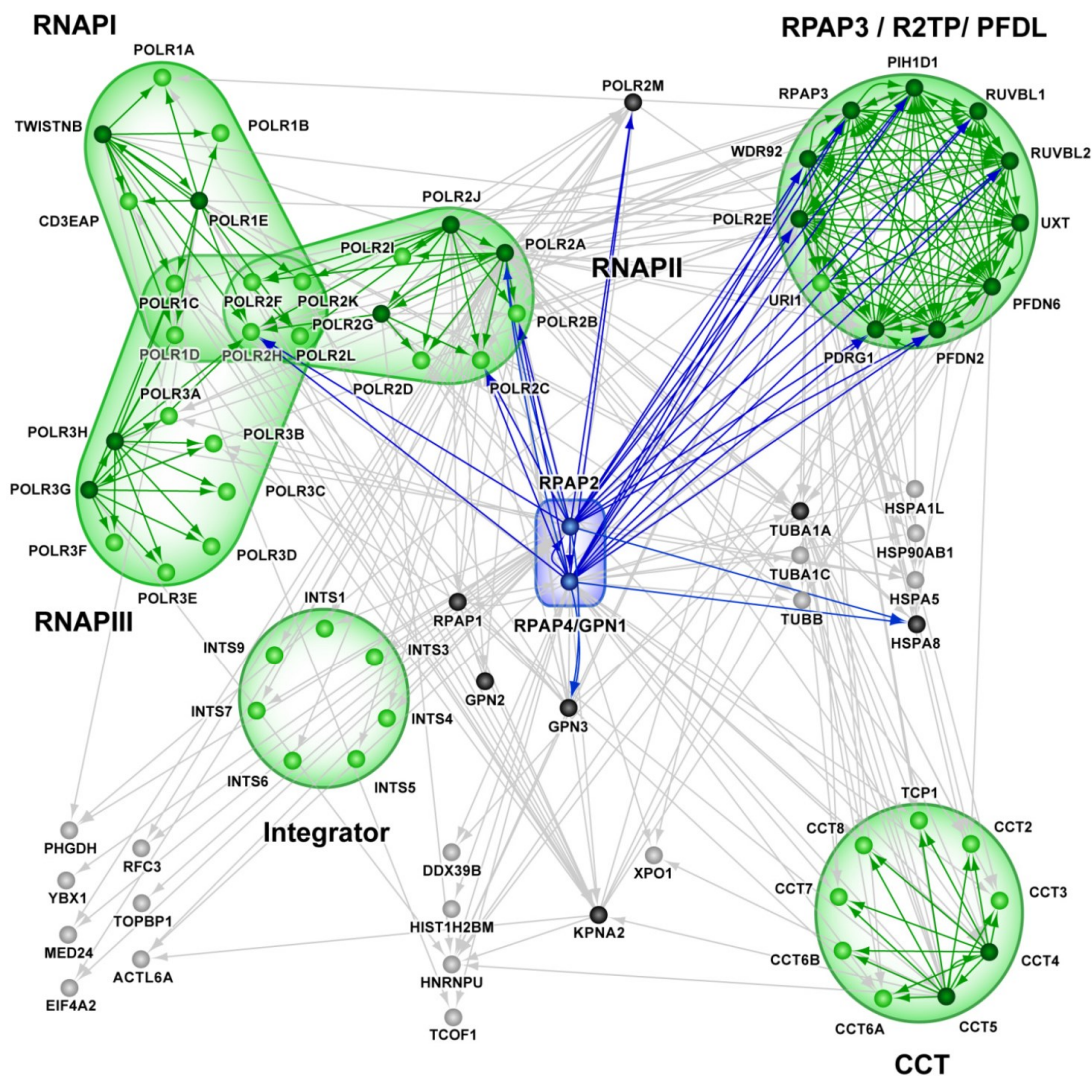 RNAPI
RPAP3 / R2TP/ PFDL
POLR1A
PIH1D1
POLR2M
RPAP3
RUVBL1
TWISTNB
POLR1B
WDR92
RUVBL2
POLR2J
CD3EAP
POLR1E
POLR2E
UXT
POLR2I
POLR2A
RNAPII
POLR1C
POLR2F
POLR2K
URI1
PFDN6
POLR2G
POLR2B
POLR1D
POLR2H
POLR2L
PDRG1
PFDN2
POLR2D
POLR2C
POLR3A
POLR3H
POLR3B
POLR3G
POLR3C
RPAP2
HSPA1L
TUBA1A
POLR3F
POLR3D
HSP90AB1
TUBA1C
POLR3E
HSPA5
INTS1
RNAPIII
RPAP1
RPAP4/GPN1
TUBB
HSPA8
INTS9
INTS3
GPN2
INTS7
INTS4
GPN3
INTS6
INTS5
TCP1
Integrator
CCT8
CCT2
PHGDH
RFC3
DDX39B
XPO1
CCT7
CCT3
YBX1
TOPBP1
HIST1H2BM
KPNA2
MED24
CCT6B
CCT4
ACTL6A
HNRNPU
EIF4A2
CCT6A
CCT5
TCOF1
CCT